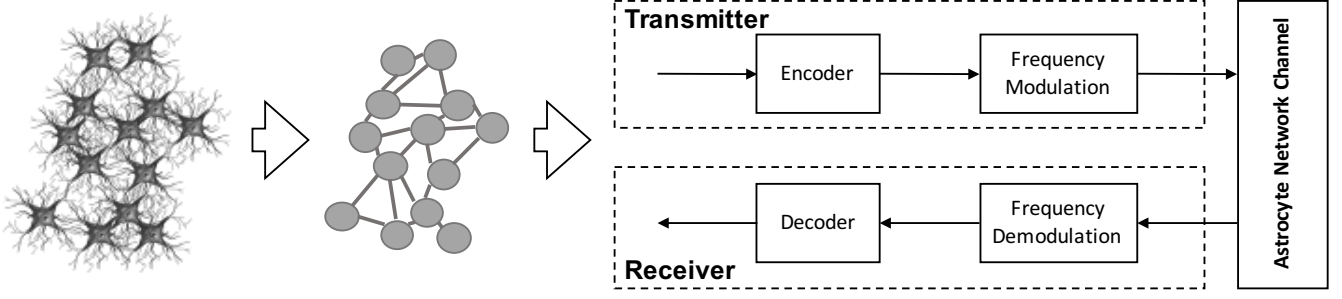 Transmitter
Encoder
Frequency
Modulation
Astrocyte Network Channel
Decoder
Frequency
Demodulation
Receiver